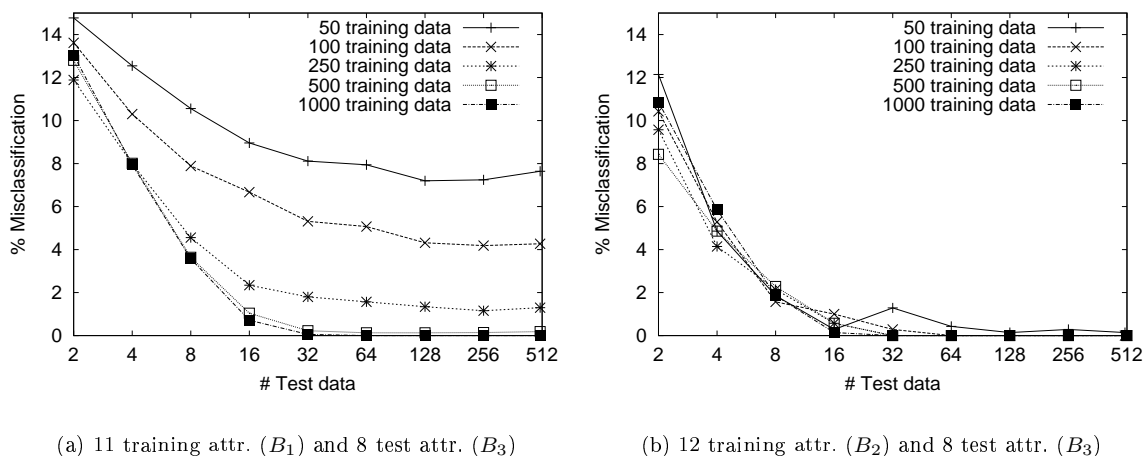 % Misclassification
14
12
10
8
6
4
2
0
2 4 8 16 32 64 128 256 512
# Test data
50 training data
100 training data
250 training data
500 training data
1000 training data
(a) 11 training attr. (B1) and 8 test attr. (B3)
% Misclassification
14
12
10
8
6
4
2
0
2 4 8 16 32 64 128 256 512
# Test data
50 training data
100 training data
250 training data
500 training data
1000 training data
(b) 12 training attr. (B2) and 8 test attr. (B3)